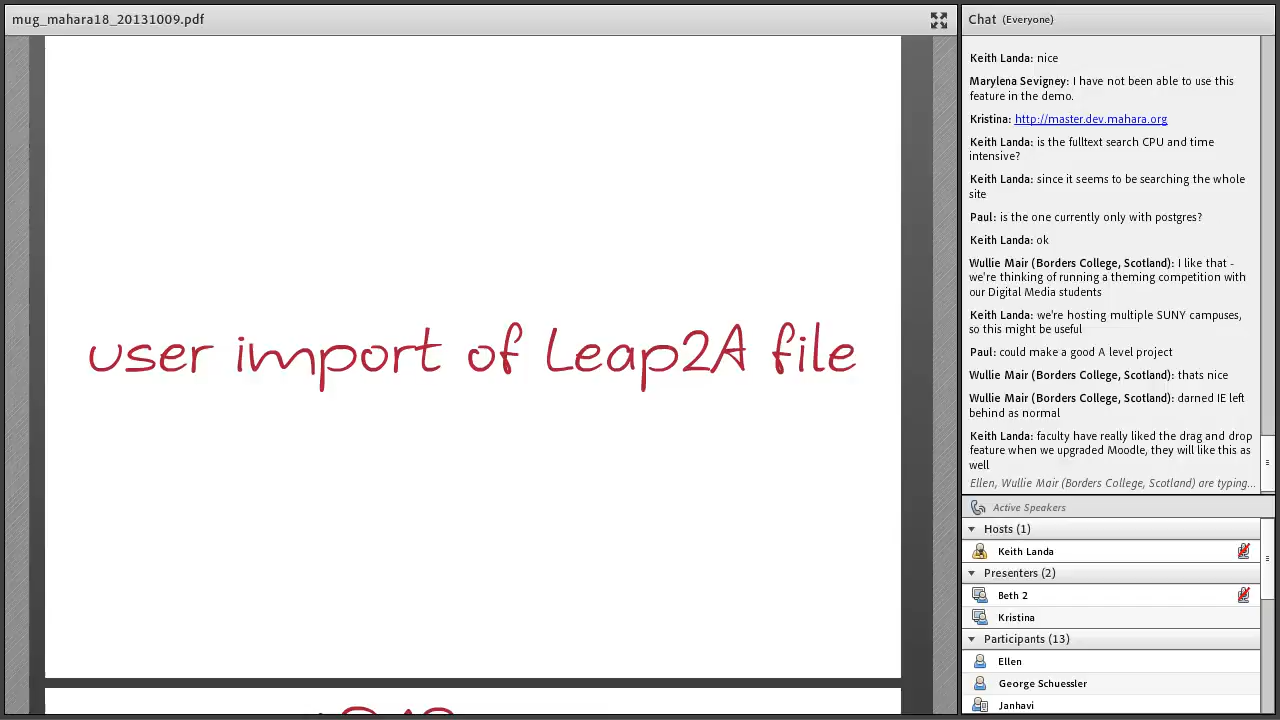 mug_mahara18_20131009.pdf
user import of Leap2A file
Chat (Everyone)
Keith Landa: nice
Marylena Sevigney: I have not been able to use this
feature in the demo.
Kristina: http://master.dev.mahara.org
Keith Landa: is the fulltext search CPU and time
intensive?
Keith Landa: since it seems to be searching the whole
site
Paul: is the one currently only with postgres?
Keith Landa: ok
Wullie Mair (Borders College, Scotland): I like that -
we're thinking of running a theming competition with
our Digital Media students
Keith Landa: we're hosting multiple SUNY campuses,
so this might be useful
Paul: could make a good A level project
Wullie Mair (Borders College, Scotland): thats nice
Wullie Mair (Borders College, Scotland): darned IE left
behind as normal
Keith Landa: faculty have really liked the drag and drop
feature when we upgraded Moodle, they will like this as
well
Ellen, Wullie Mair (Borders College, Scotland) are typing...
Active Speakers
Hosts (1)
Keith Landa
Presenters (2)
Beth 2
Kristina
Participants (13)
Ellen
George Schuessler
Janhavi